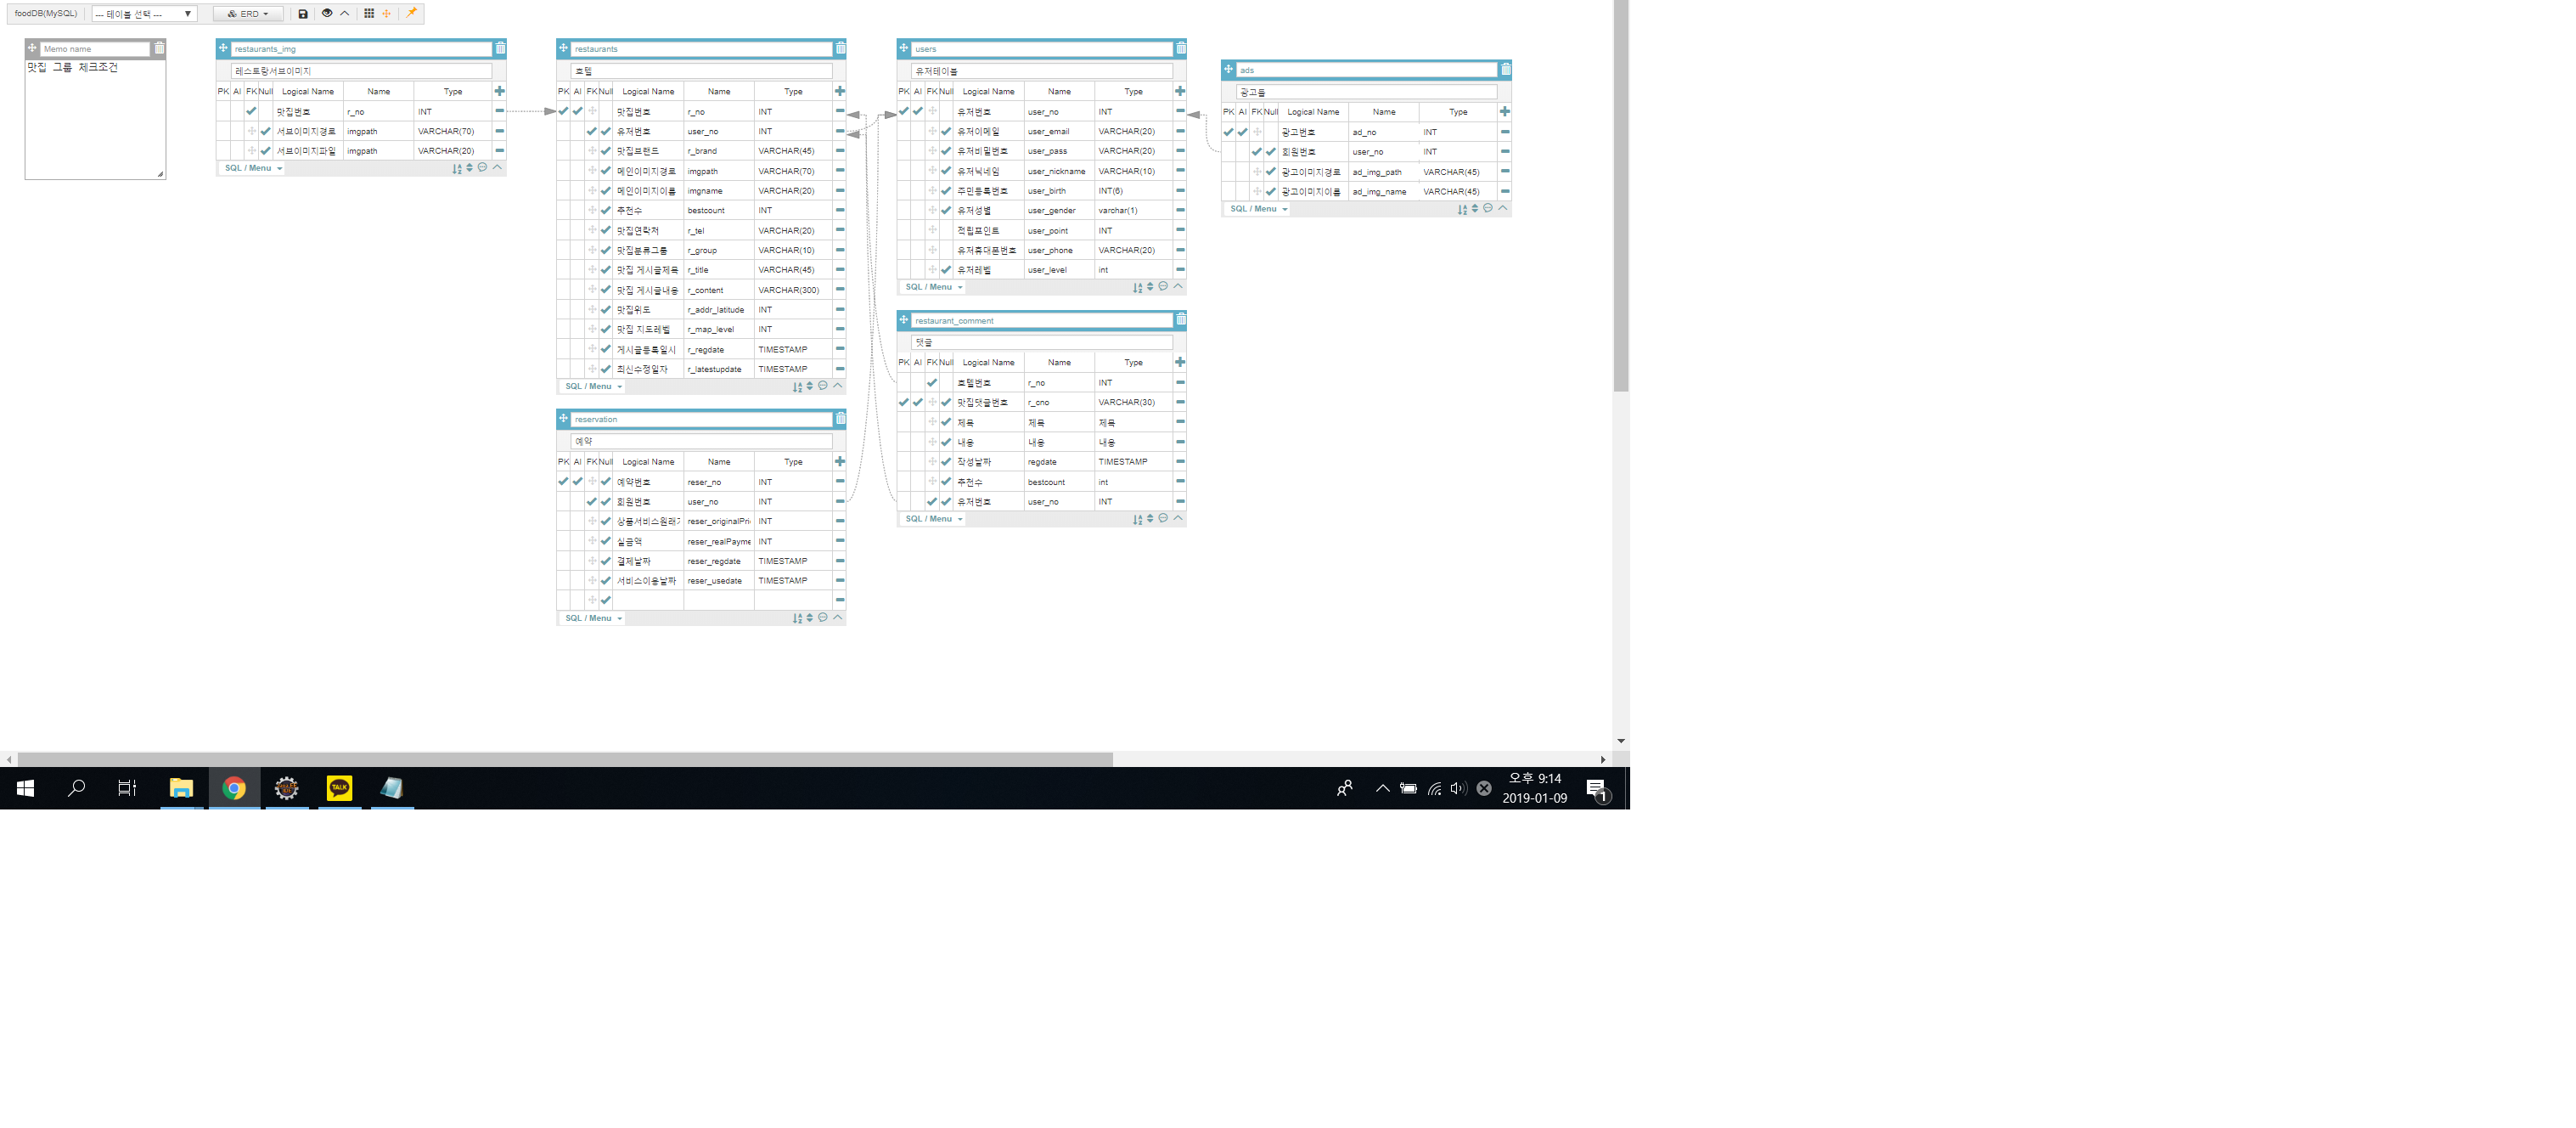 foodDB(MySQL) --- 테이블 선택 --- ERD
Memo name
맛집 그룹 체크조건
restaurants_img
레스토랑서브이미지
PK AI FK Null Logical Name Name Type
맛집번호 r_no INT
서브이미지경로 imgpath VARCHAR(70)
서브이미지파일 imgpath VARCHAR(20)
SQL / Menu
restaurants
호텔
PK AI FK Null Logical Name Name Type
맛집번호 r_no INT
유저번호 user_no INT
맛집브랜드 r_brand VARCHAR(45)
메인이미지경로 imgpath VARCHAR(70)
메인이미지이름 imgname VARCHAR(20)
추천수 bestcount INT
맛집연락처 r_tel VARCHAR(20)
맛집분류그룹 r_group VARCHAR(10)
맛집 게시글제목 r_title VARCHAR(45)
맛집 게시글내용 r_content VARCHAR(300)
맛집위도 r_addr_latitude INT
맛집 지도레벨 r_map_level INT
게시글등록일시 r_regdate TIMESTAMP
최신수정일자 r_latestupdate TIMESTAMP
SQL / Menu
reservation
예약
PK AI FK Null Logical Name Name Type
예약번호 reser_no INT
회원번호 user_no INT
상품서비스원래가 reser_originalPri INT
실금액 reser_realPayme INT
결제날짜 reser_regdate TIMESTAMP
서비스이용날짜 reser_usedate TIMESTAMP
SQL / Menu
users
유저테이블
PK AI FK Null Logical Name Name Type
유저번호 user_no INT
유저이메일 user_email VARCHAR(20)
유저비밀번호 user_pass VARCHAR(20)
유저닉네임 user_nickname VARCHAR(10)
주민등록번호 user_birth INT(6)
유저성별 user_gender varchar(1)
적립포인트 user_point INT
유저휴대폰번호 user_phone VARCHAR(20)
유저레벨 user_level int
SQL / Menu
restaurant_comment
댓글
PK AI FK Null Logical Name Name Type
호텔번호 r_no INT
맛집댓글번호 r_cno VARCHAR(30)
제목 제목 제목
내용 내용 내용
작성날짜 regdate TIMESTAMP
추천수 bestcount int
유저번호 user_no INT
SQL / Menu
ads
광고들
PK AI FK Null Logical Name Name Type
광고번호 ad_no INT
회원번호 user_no INT
광고이미지경로 ad_img_path VARCHAR(45)
광고이미지이름 ad_img_name VARCHAR(45)
SQL / Menu
TALK
오후 9:14
2019-01-09
1